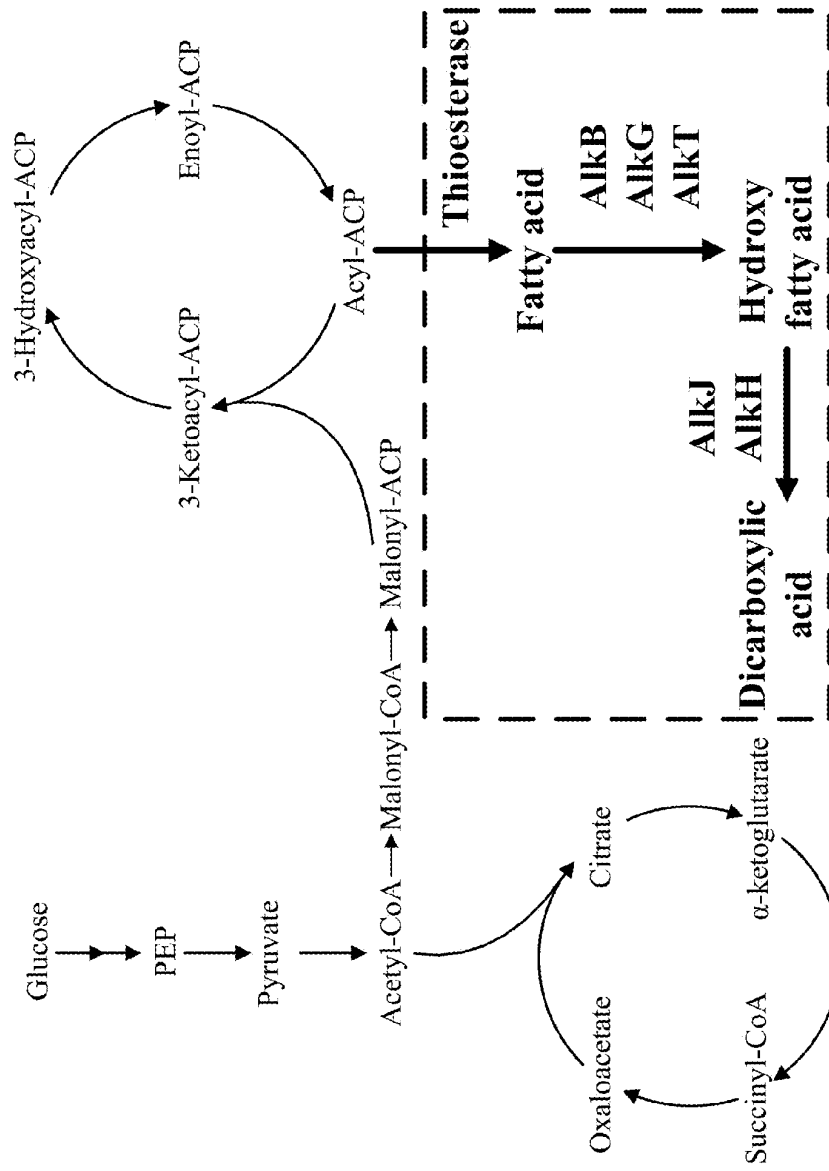 Glucose
PEP
Pyruvate
Acetyl-CoA
Malonyl-CoA
Malonyl-ACP
3-Ketoacyl-ACP
3-Hydroxyacyl-ACP
Enoyl-ACP
Acyl-ACP
Oxaloacetate
Citrate
α-ketoglutarate
Succinyl-CoA
Thioesterase
Fatty acid
AlkB
AlkG
AlkT
Hydroxy
fatty acid
AlkJ
AlkH
Dicarboxylic
acid